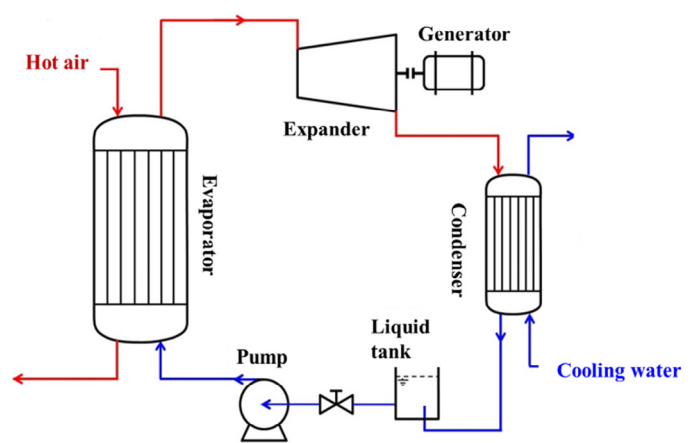 Generator
Hot air
Expander
Evaporator
Condenser
Liquid
tank
Pump
Cooling water